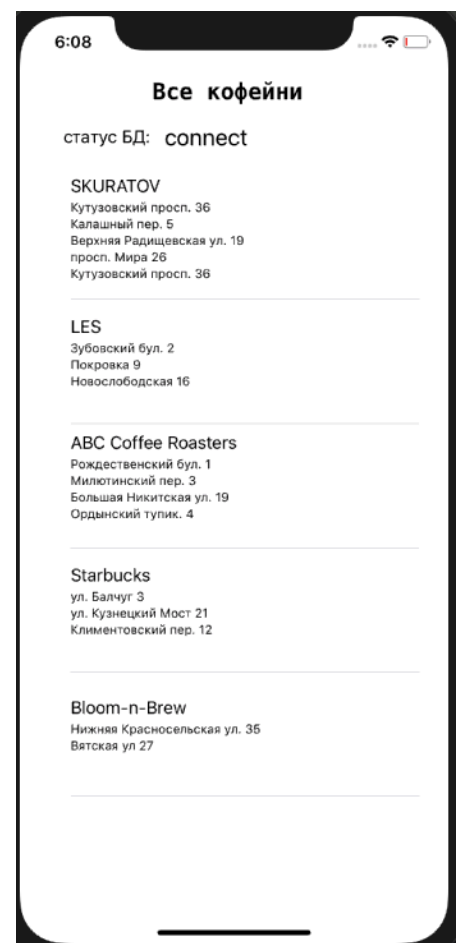 6:08
Все кофейни
статус БД: connect
SKURATOV
Кутузовский просп. 36
Калашный пер. 5
Верхняя Радищевская ул. 19
просп. Мира 26
Кутузовский просп. 36
LES
Зубовский бул. 2
Покровка 9
Новослободская 16
ABC Coffee Roasters
Рождественский бул. 1
Милютинский пер. 3
Большая Никитская ул. 19
Ордынский тупик. 4
Starbucks
ул. Балчуг 3
ул. Кузнецкий Мост 21
Климентовский пер. 12
Bloom-n-Brew
Нижняя Красносельская ул. 35
Вятская ул 27